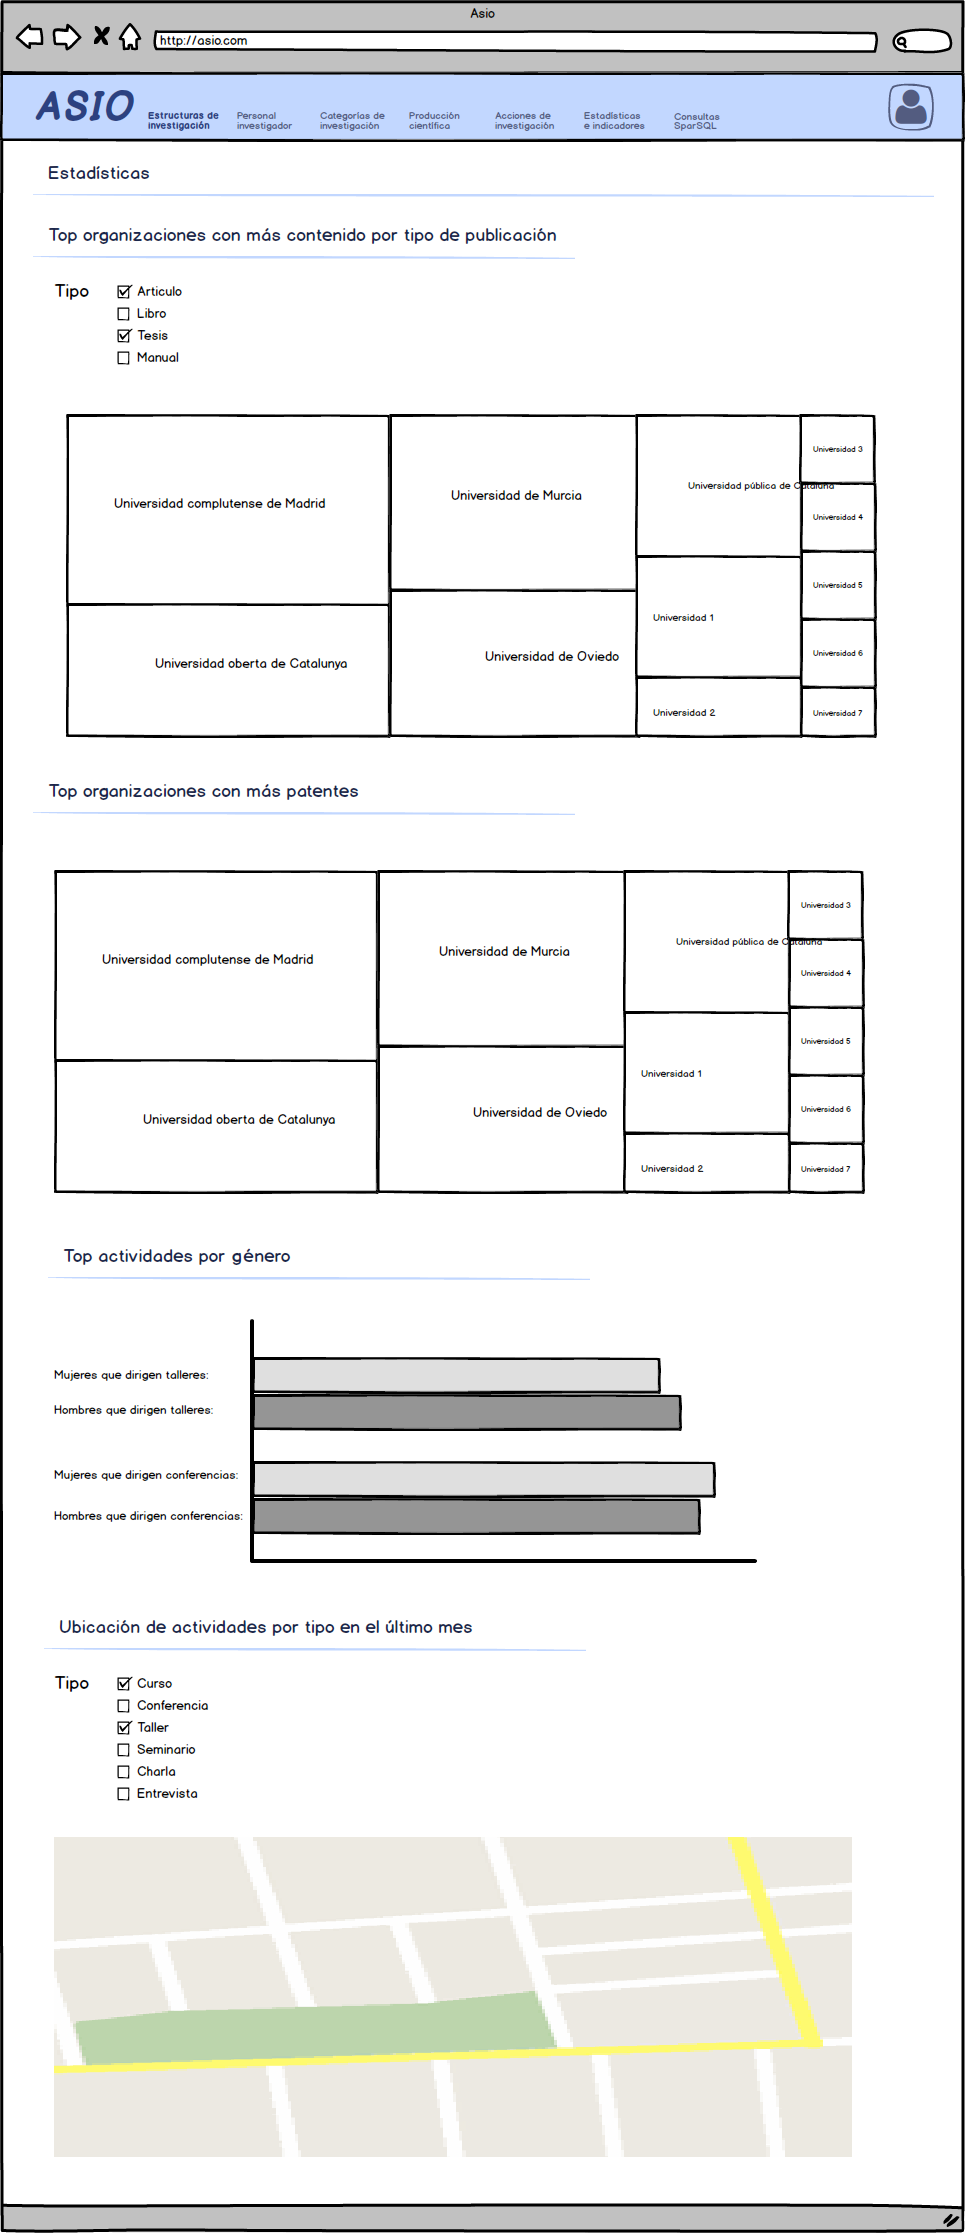 Asio
http://asio.com
ASIO
Estructuras de
investigación
Personal
investigador
Categorías de
investigación
Producción
científica
Acciones de
investigación
Estadísticas
e indicadores
Consultas
SparSQL
Estadísticas
Top organizaciones con más contenido por tipo de publicación
Tipo
Articulo
Libro
Tesis
Manual
Universidad complutense de Madrid
Universidad de Murcia
Universidad pública de Cataluna
Universidad 3
Universidad 4
Universidad 5
Universidad 1
Universidad oberta de Catalunya
Universidad de Oviedo
Universidad 6
Universidad 2
Universidad 7
Top organizaciones con más patentes
Universidad complutense de Madrid
Universidad de Murcia
Universidad pública de Cataluna
Universidad 3
Universidad 4
Universidad 5
Universidad 1
Universidad oberta de Catalunya
Universidad de Oviedo
Universidad 6
Universidad 2
Universidad 7
Top actividades por género
Mujeres que dirigen talleres:
Hombres que dirigen talleres:
Mujeres que dirigen conferencias:
Hombres que dirigen conferencias:
Ubicación de actividades por tipo en el último mes
Tipo
Curso
Conferencia
Taller
Seminario
Charla
Entrevista